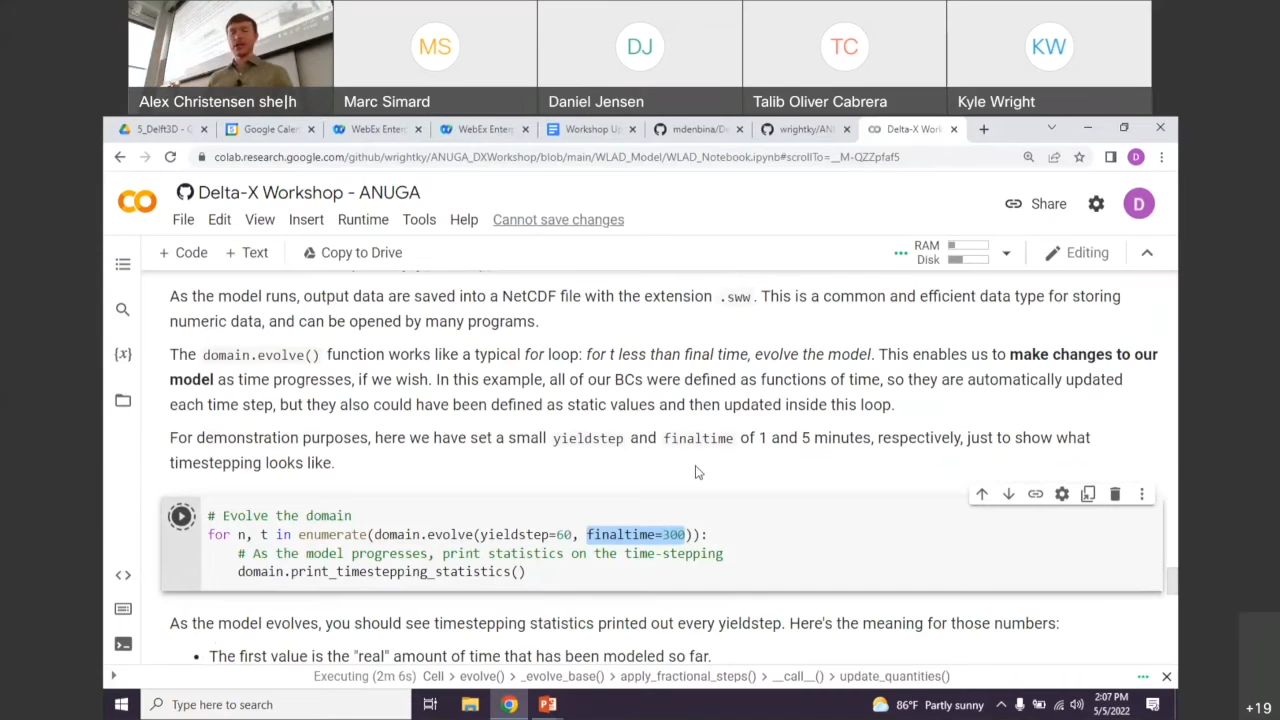 MS
DJ
TC
KW
Alex Christensen she|h
Marc Simard
Daniel Jensen
Talib Oliver Cabrera
Kyle Wright
5_Delft3D - G
Google Caler
WebEx Enter
WebEx Enter
Workshop U
mdenbina/De
wrightky/ANU
Delta-X Work
colab.research.google.com/github/wrightky/ANUGA_DXWorkshop/blob/main/WLAD_Model/WLAD_Notebook.ipynb#scrollTo=__M-QZZpfaf5
D
CO
Delta-X Workshop - ANUGA
Share
D
File Edit View Insert Runtime Tools Help Cannot save changes
+ Code + Text Copy to Drive
RAM
Disk
Editing
As the model runs, output data are saved into a NetCDF file with the extension .sww. This is a common and efficient data type for storing
numeric data, and can be opened by many programs.
The domain.evolve() function works like a typical for loop: for t less than final time, evolve the model. This enables us to make changes to our
model as time progresses, if we wish. In this example, all of our BCs were defined as functions of time, so they are automatically updated
each time step, but they also could have been defined as static values and then updated inside this loop.
For demonstration purposes, here we have set a small yieldstep and finaltime of 1 and 5 minutes, respectively, just to show what
timestepping looks like.
# Evolve the domain
for n, t in enumerate(domain.evolve(yieldstep=60, finaltime=300)):
# As the model progresses, print statistics on the time-stepping
domain.print_timestepping_statistics()
As the model evolves, you should see timestepping statistics printed out every yieldstep. Here's the meaning for those numbers:
• The first value is the "real" amount of time that has been modeled so far.
Executing (2m 6s) Cell > evolve() > _evolve_base() > apply_fractional_steps() > __call__() > update_quantities()
Type here to search
86°F Partly sunny
2:07 PM
5/5/2022
+19